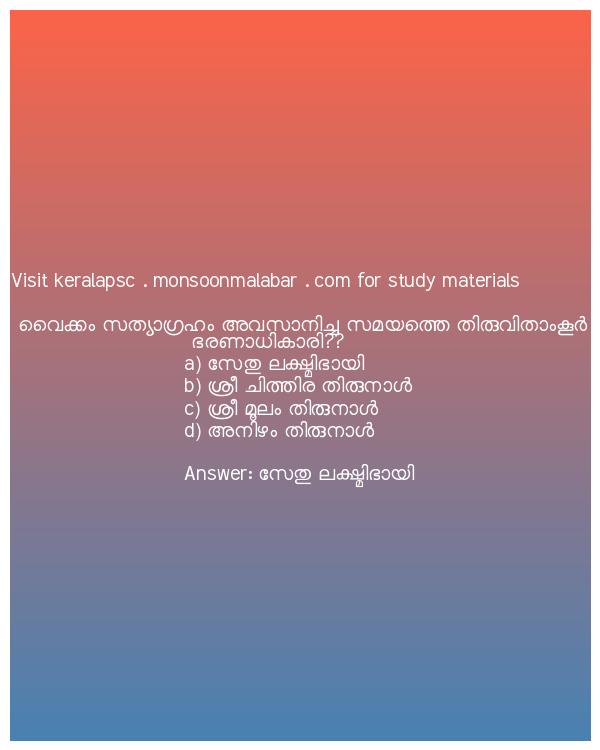 Visit keralapsc . monsoonmalabar . com for study materials
വൈക്കം സത്യാഗ്രഹം അവസാനിച്ച സമയത്തെ തിരുവിതാംകൂർ
ഭരണാധികാരി??
a) സേതു ലക്ഷ്മിഭായി
b) ശ്രീ ചിത്തിര തിരുനാൾ
c) ശ്രീ മൂലം തിരുനാൾ
d) അനിഴം തിരുനാൾ
Answer: സേതു ലക്ഷ്മിഭായി